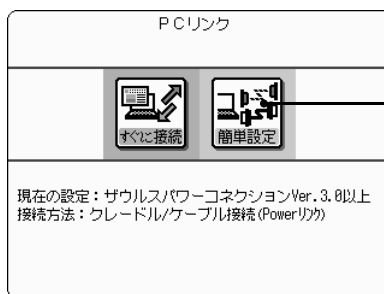 PCリンク
すぐに接続
簡単設定
現在の設定：ザウルスパワーコネクションVer.3.0以上
接続方法：クレードル/ケーブル接続(Powerリンク)